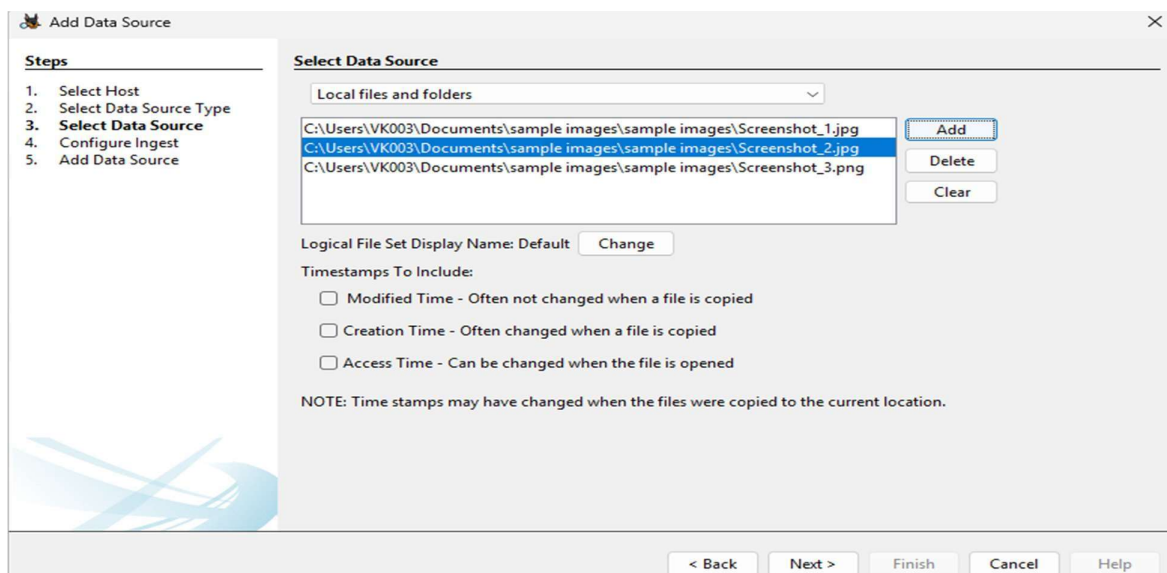 Add Data Source
Steps
1. Select Host
2. Select Data Source Type
3. Select Data Source
4. Configure Ingest
5. Add Data Source
Select Data Source
Local files and folders
C:\Users\VK003\Documents\sample images\sample images\Screenshot_1.jpg
C:\Users\VK003\Documents\sample images\sample images\Screenshot_2.jpg
C:\Users\VK003\Documents\sample images\sample images\Screenshot_3.png
Add
Delete
Clear
Logical File Set Display Name: Default Change
Timestamps To Include:
Modified Time - Often not changed when a file is copied
Creation Time - Often changed when a file is copied
Access Time - Can be changed when the file is opened
NOTE: Time stamps may have changed when the files were copied to the current location.
< Back Next > Finish Cancel Help